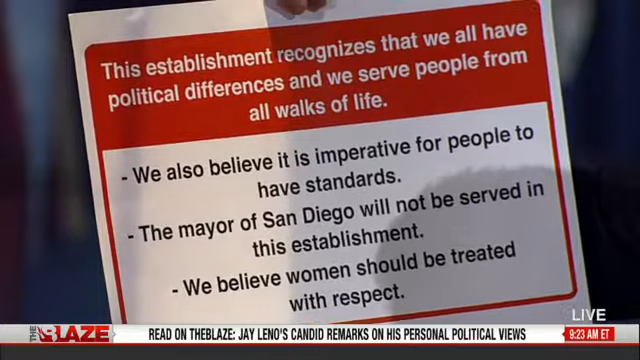 This establishment recognizes that we all have
political differences and we serve people from
all walks of life.
- We also believe it is imperative for people to
have standards.
- The mayor of San Diego will not be served in
this establishment.
- We believe women should be treated
with respect.
LIVE
THE BLAZE READ ON THEBLAZE: JAY LENO'S CANDID REMARKS ON HIS PERSONAL POLITICAL VIEWS 9:23 AM ET